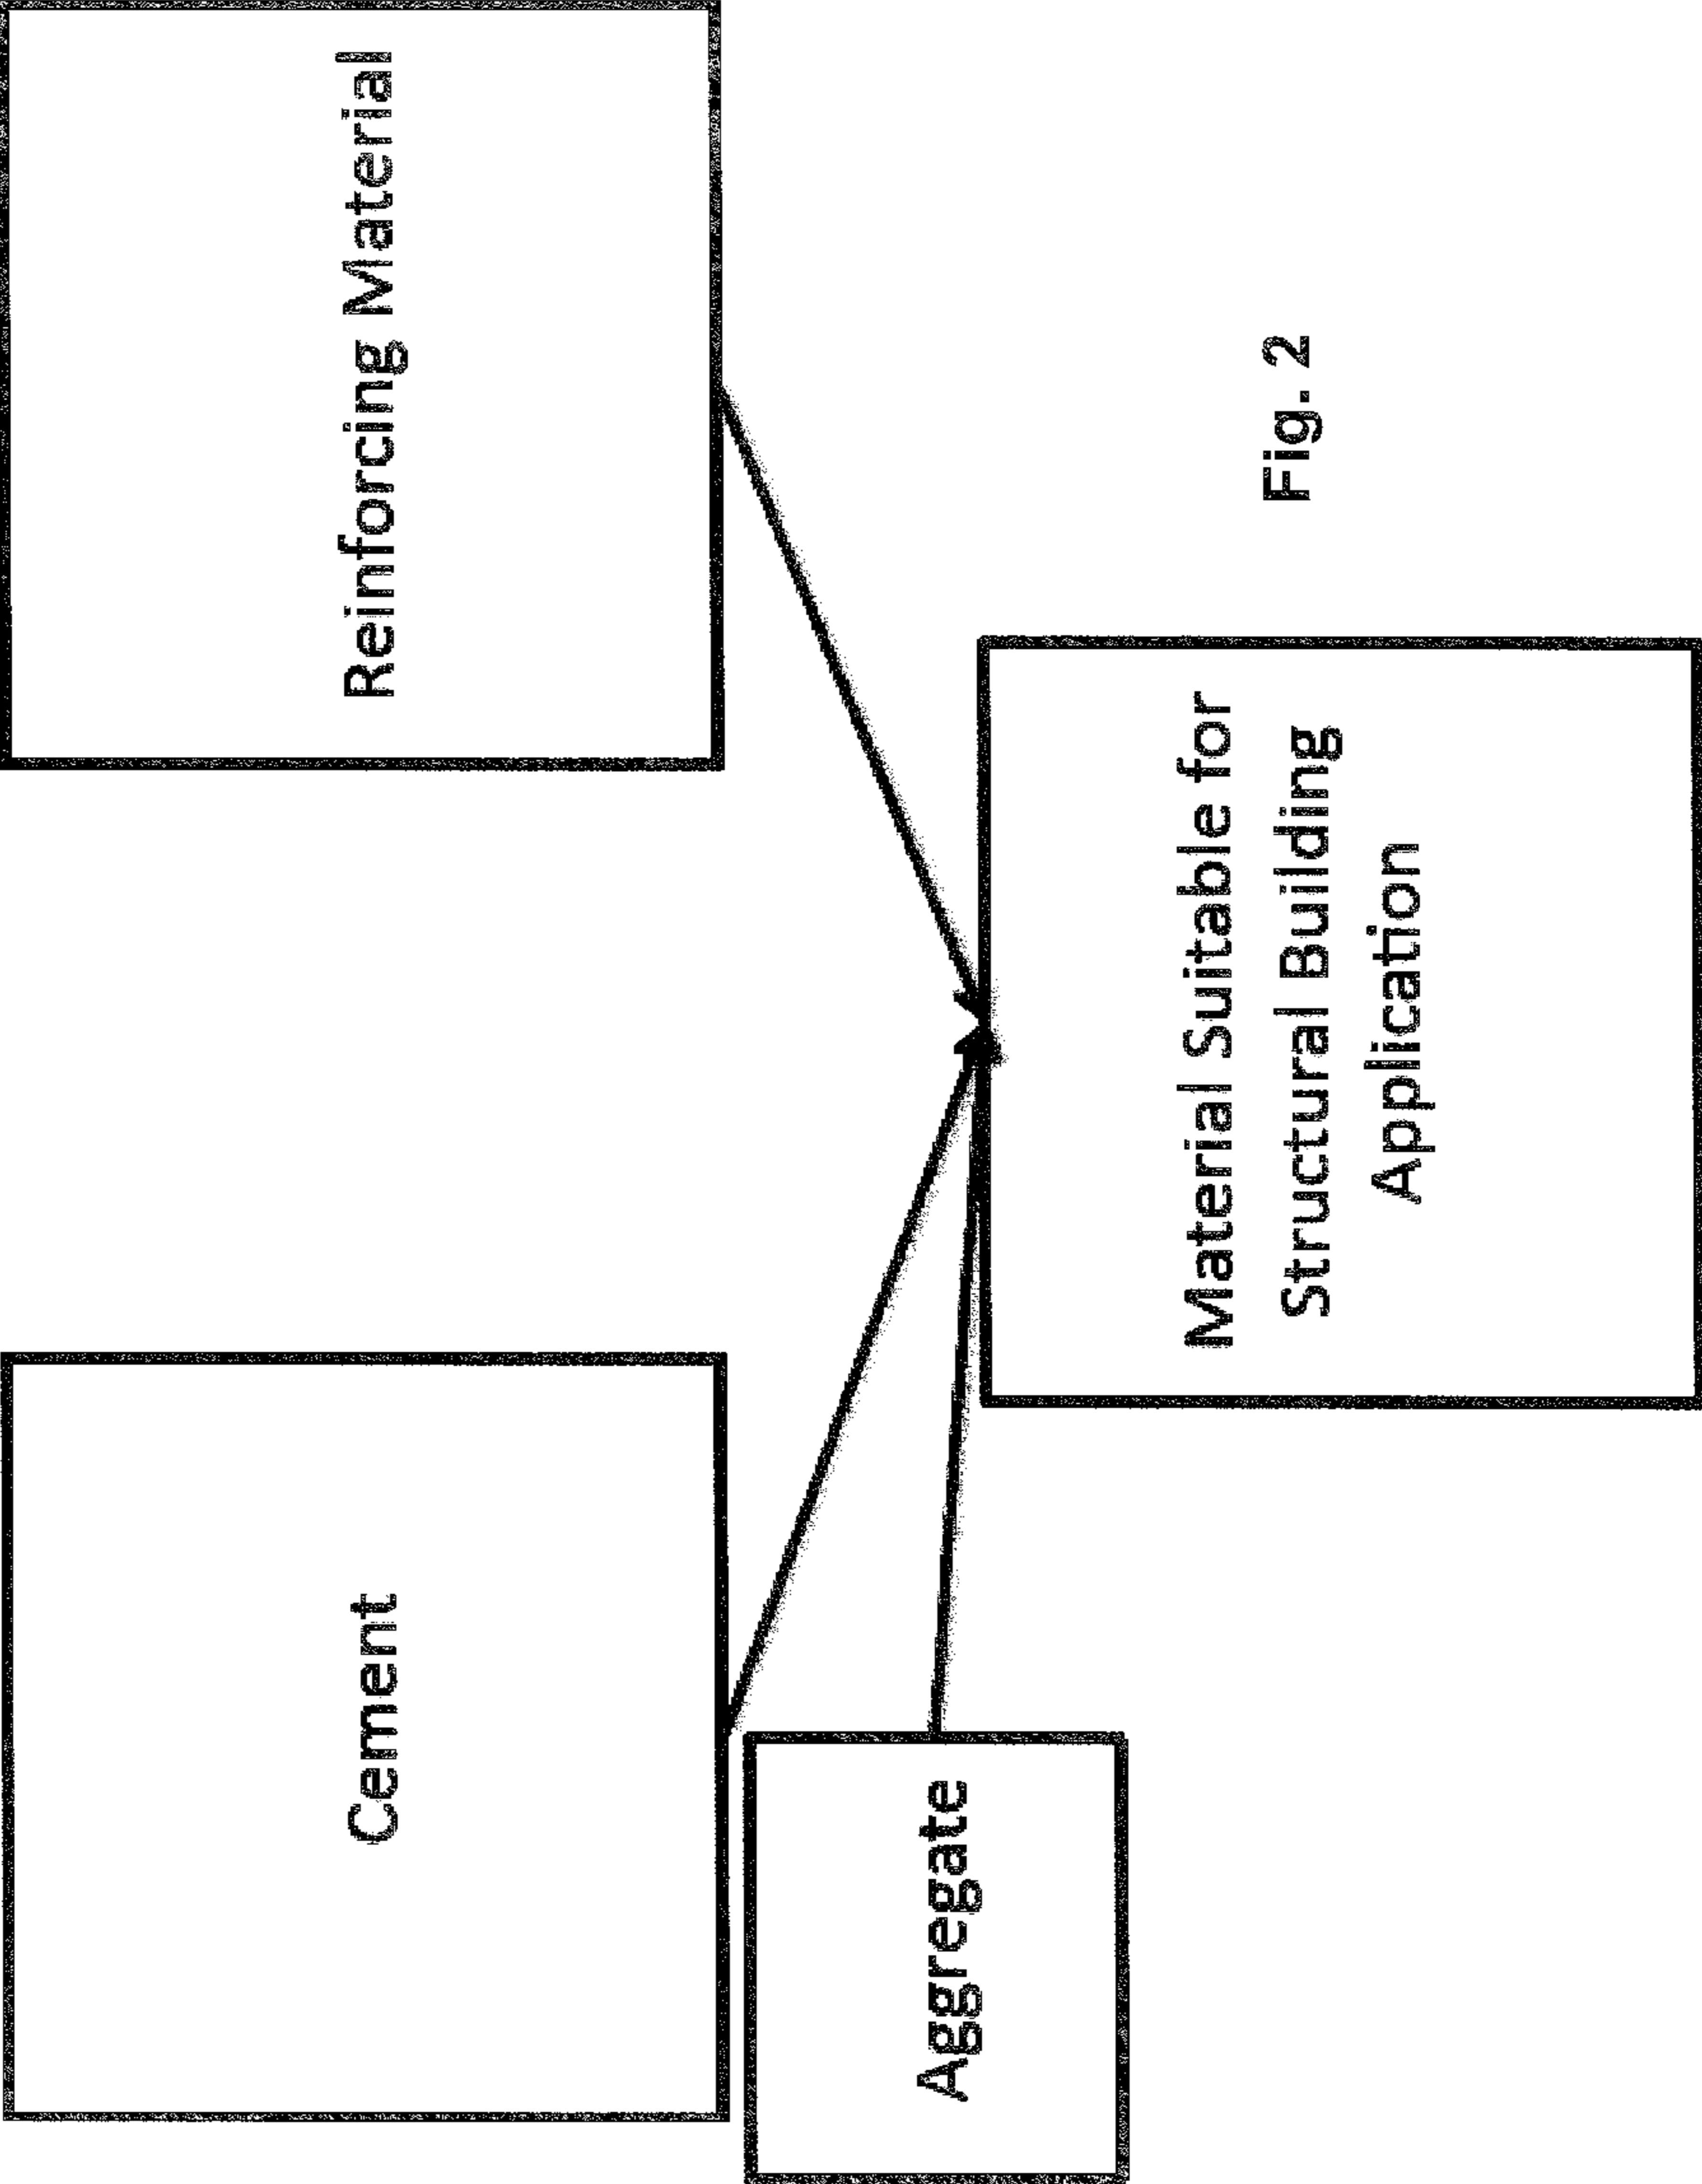 Cement
Reinforcing Material
Aggregate
Material Suitable for
Structural Building
Application
Fig. 2